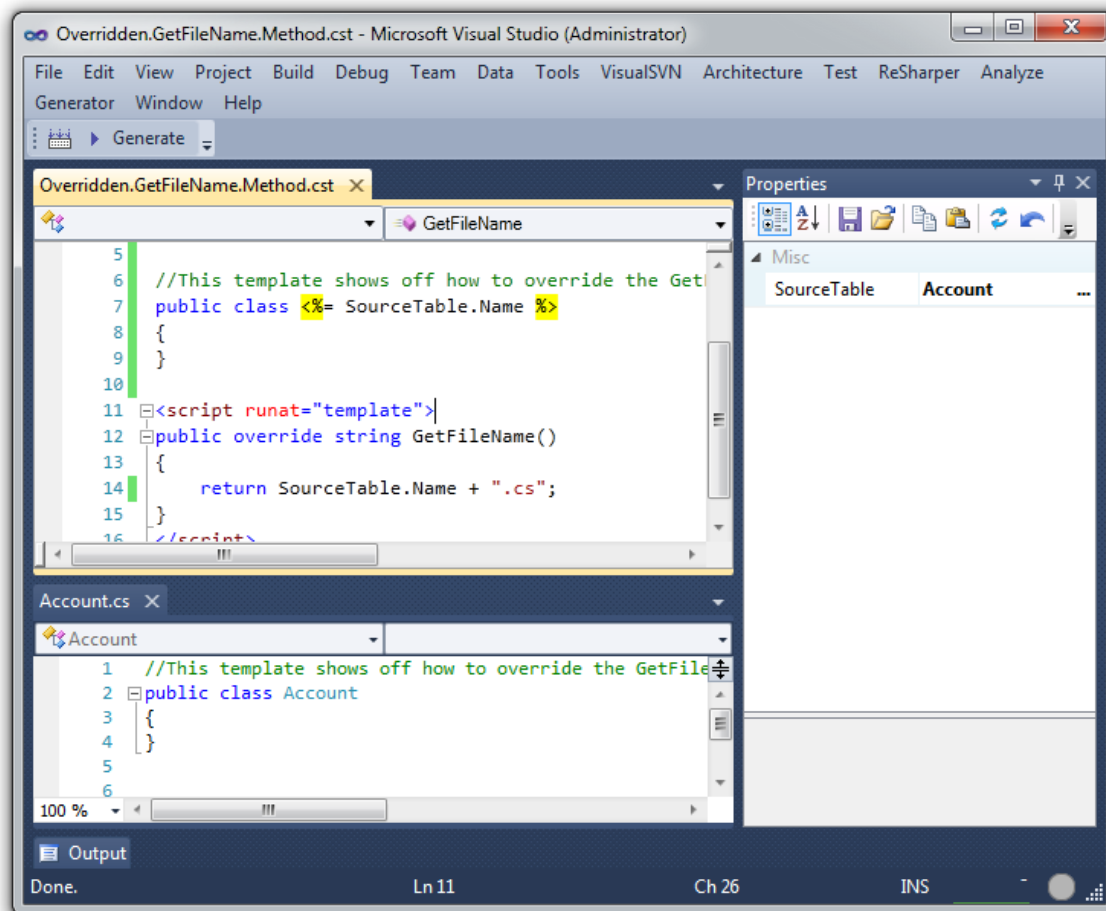 Overridden.GetFileName.Method.cst - Microsoft Visual Studio (Administrator)
File Edit View Project Build Debug Team Data Tools VisualSVN Architecture Test ReSharper Analyze
Generator Window Help
Generate
Overridden.GetFileName.Method.cst
GetFileName
5
6 //This template shows off how to override the Get
7 public class <%= SourceTable.Name %>
8 {
9 }
10
11 <script runat="template">
12 public override string GetFileName()
13 {
14 return SourceTable.Name + ".cs";
15 }
16 </script>
Properties
Misc
SourceTable Account ...
Account.cs
Account
1 //This template shows off how to override the GetFile
2 public class Account
3 {
4 }
5
6
100 %
Output
Done. Ln 11 Ch 26 INS